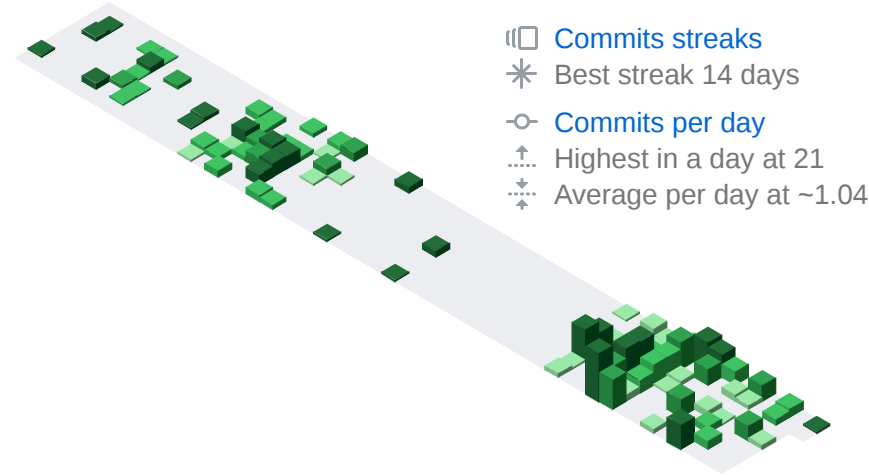 Commits streaks
Best streak 14 days
Commits per day
Highest in a day at 21
Average per day at ~1.04